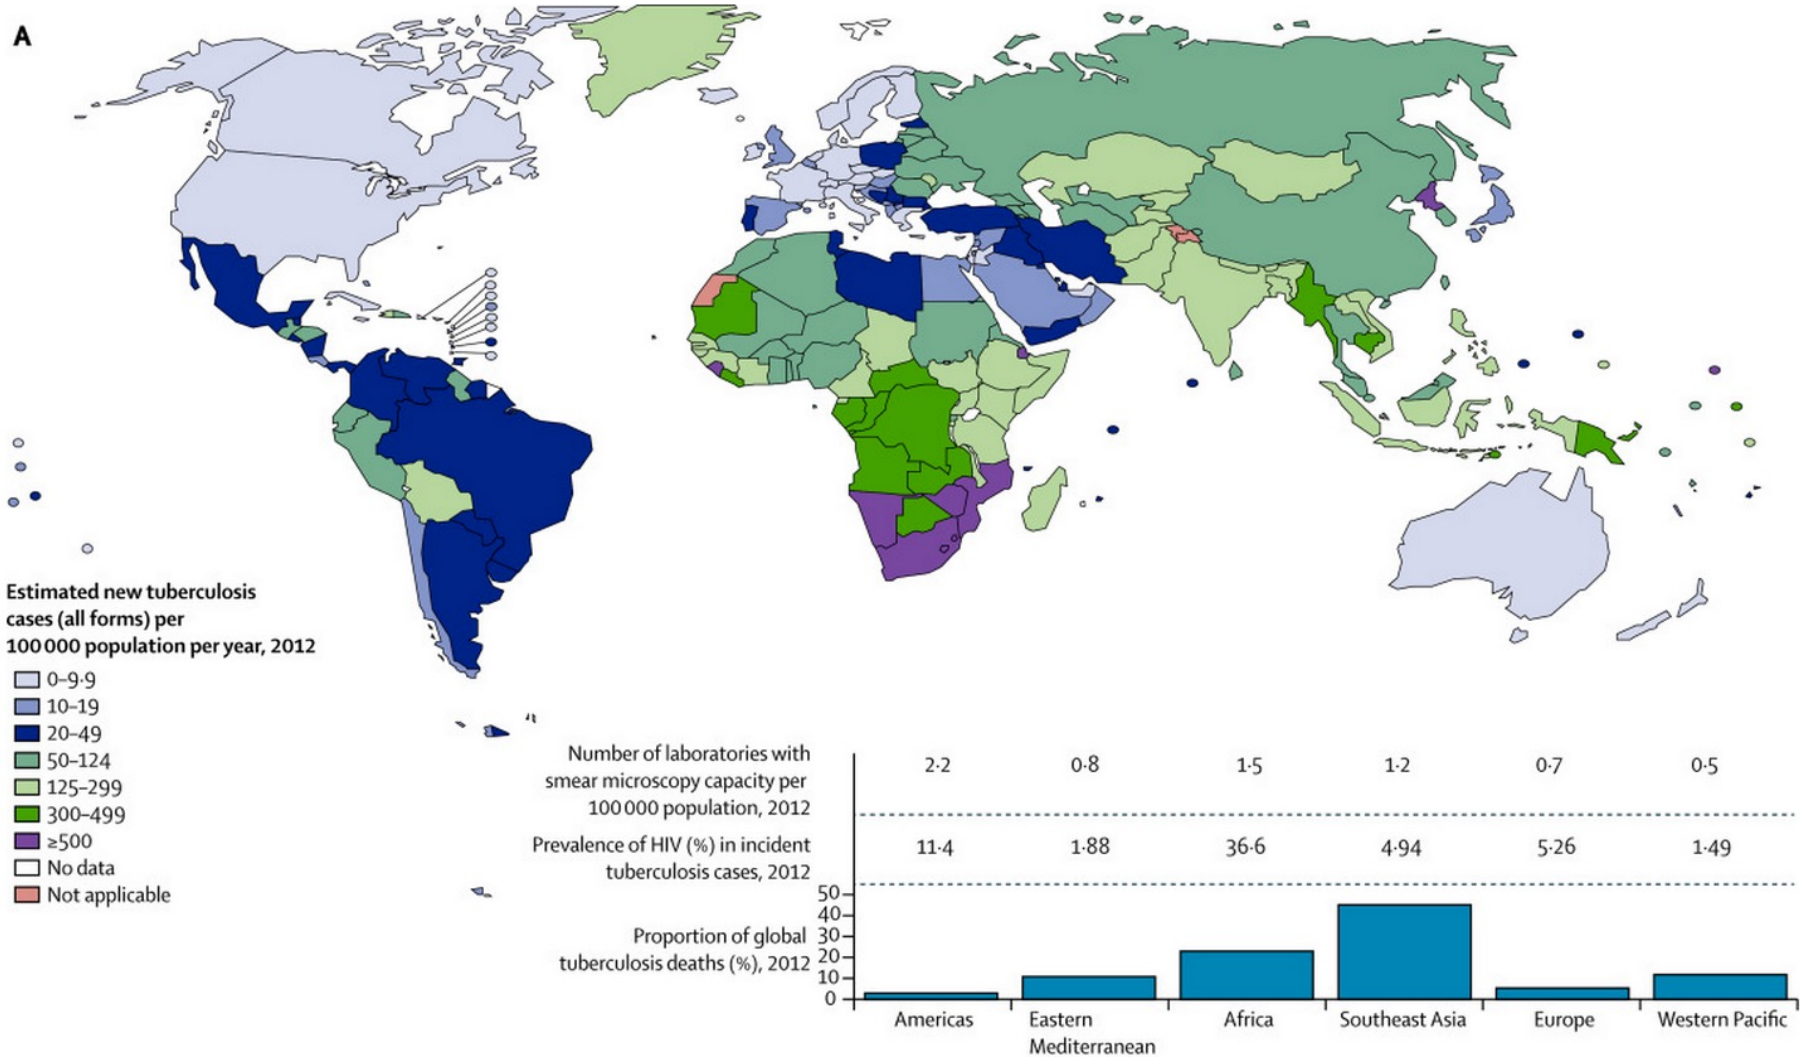 A
Estimated new tuberculosis
cases (all forms) per
100 000 population per year, 2012
0–9·9
10–19
20–49
50–124
125–299
300–499
≥500
No data
Not applicable
Number of laboratories with
smear microscopy capacity per
100 000 population, 2012
2·2 0·8 1·5 1·2 0·7 0·5
Prevalence of HIV (%) in incident
tuberculosis cases, 2012
11·4 1·88 36·6 4·94 5·26 1·49
Proportion of global
tuberculosis deaths (%), 2012
50
40
30
20
10
0
Americas Eastern Africa Southeast Asia Europe Western Pacific
Mediterranean